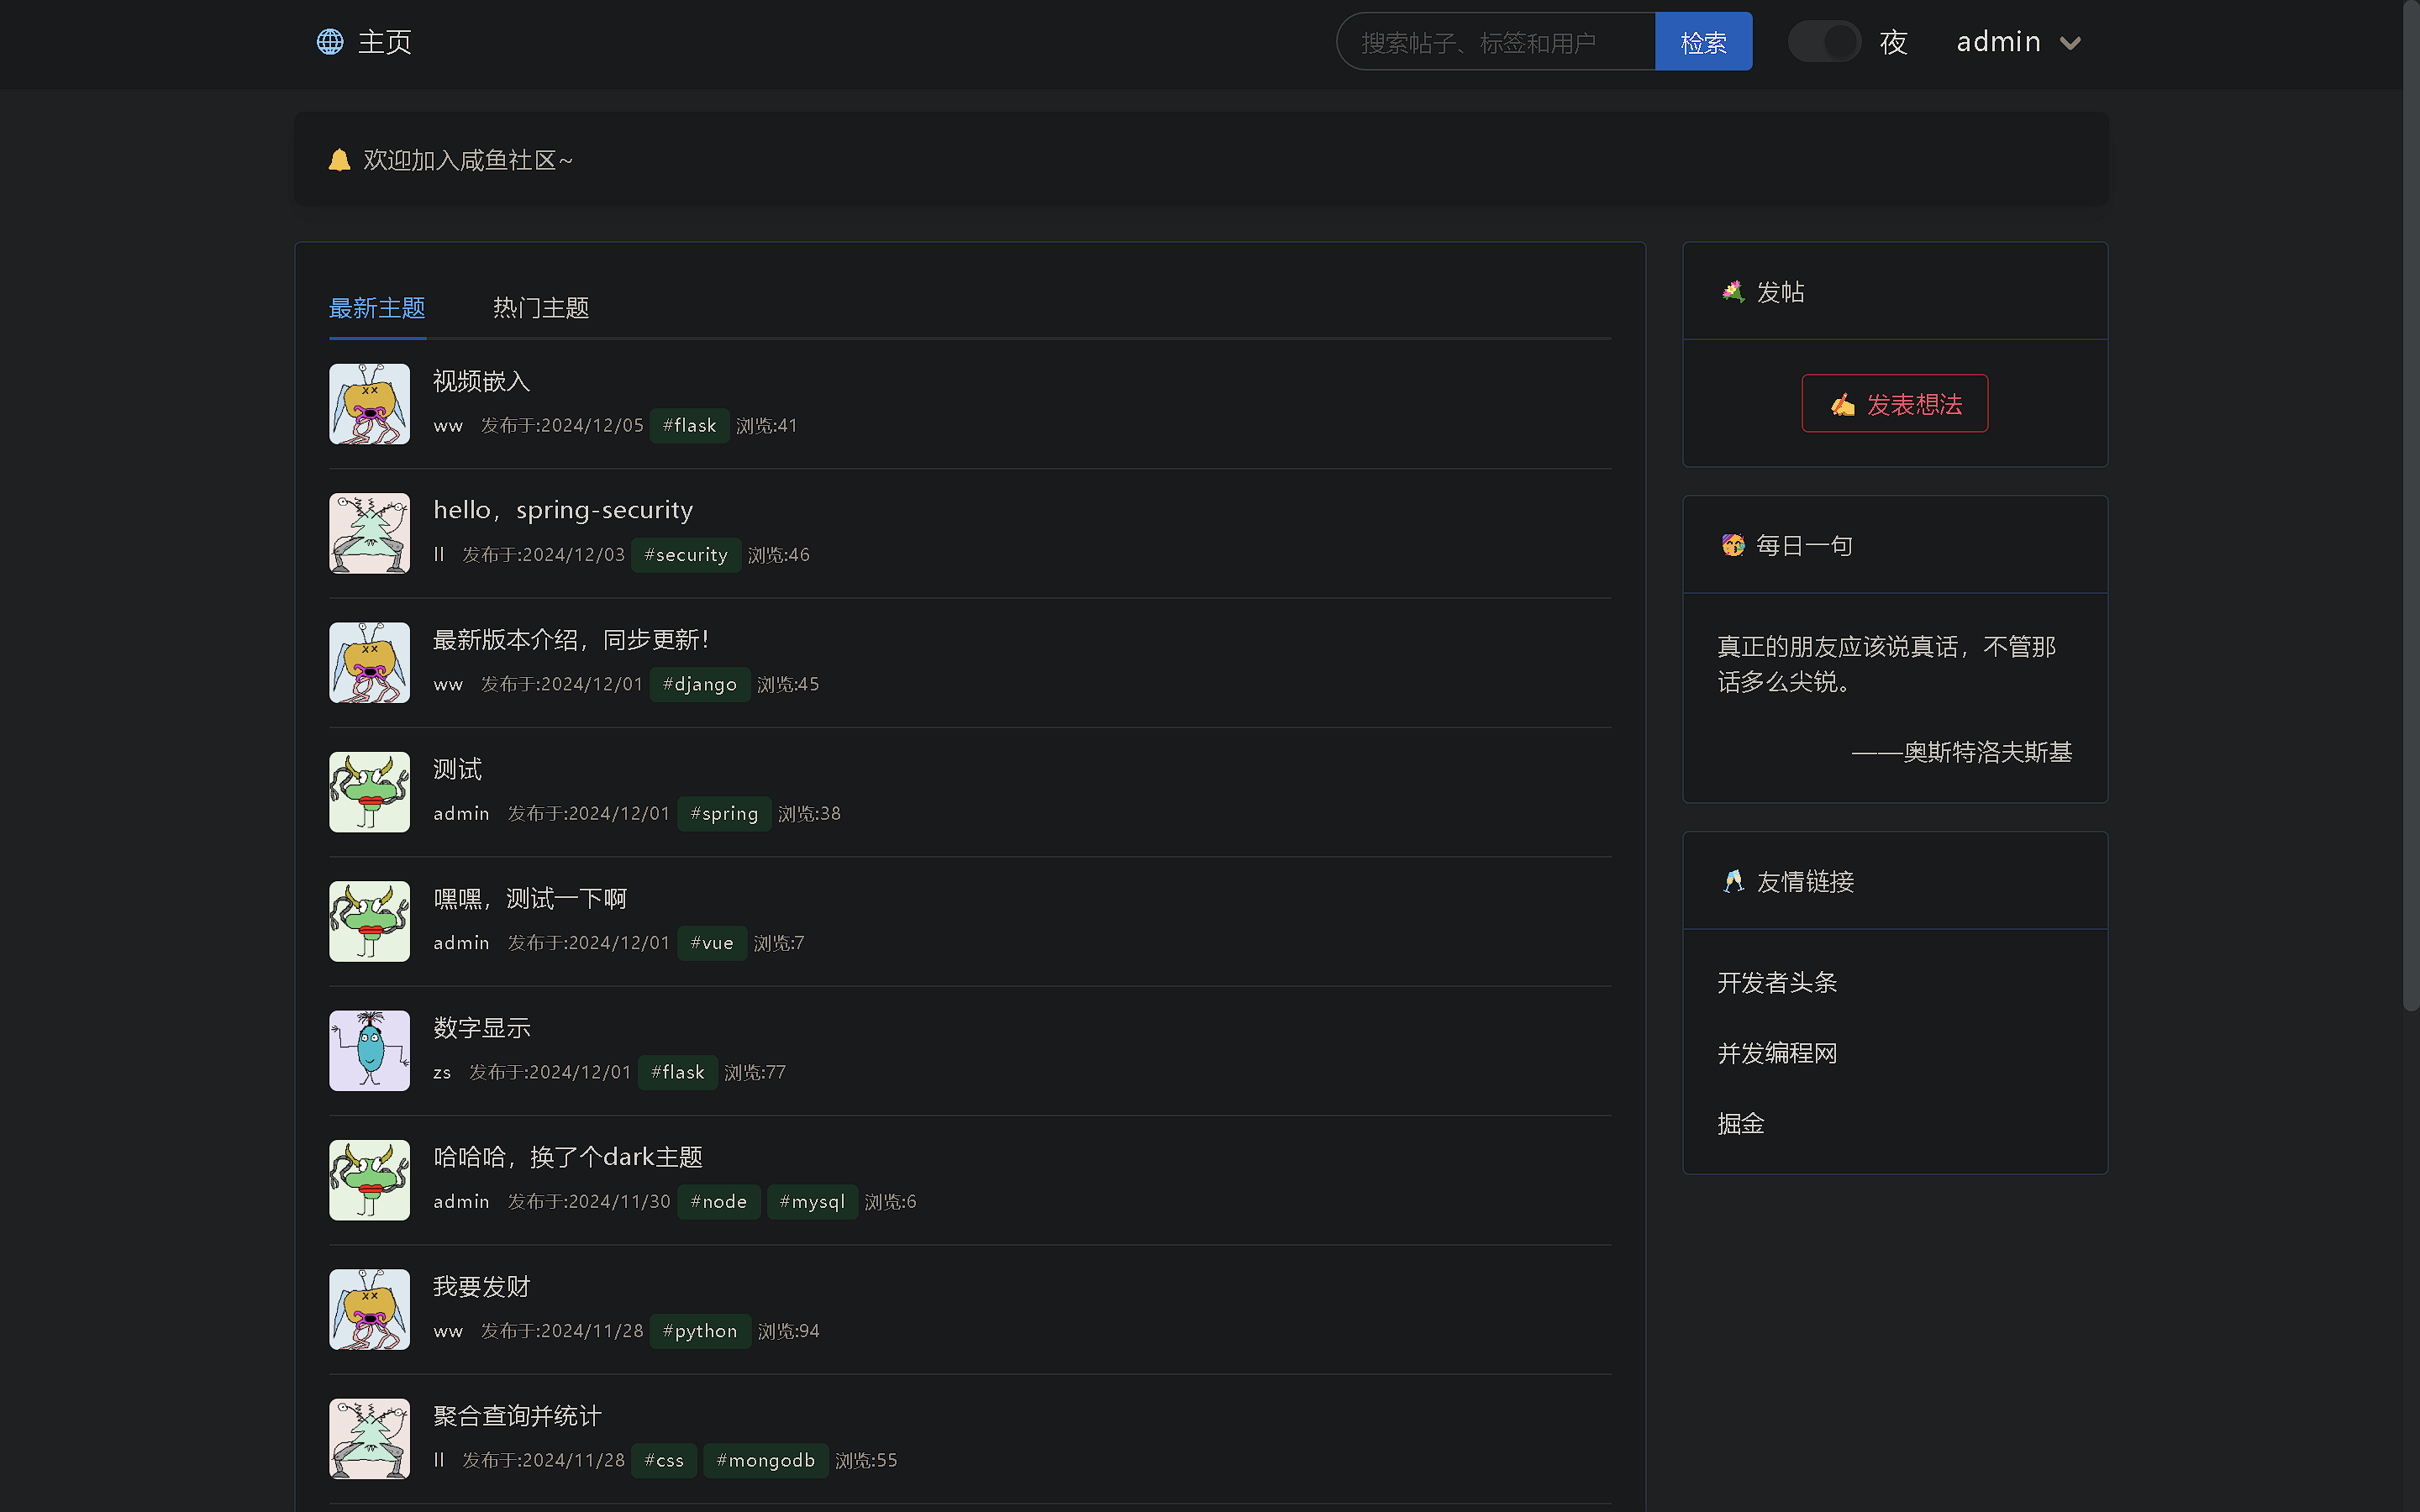 主页
搜索帖子、标签和用户
检索
夜
admin
欢迎加入咸鱼社区~
最新主题
热门主题
视频嵌入
ww 发布于:2024/12/05 #flask 浏览:41
hello，spring-security
ll 发布于:2024/12/03 #security 浏览:46
最新版本介绍，同步更新！
ww 发布于:2024/12/01 #django 浏览:45
测试
admin 发布于:2024/12/01 #spring 浏览:38
嘿嘿，测试一下啊
admin 发布于:2024/12/01 #vue 浏览:7
数字显示
zs 发布于:2024/12/01 #flask 浏览:77
哈哈哈，换了个dark主题
admin 发布于:2024/11/30 #node #mysql 浏览:6
我要发财
ww 发布于:2024/11/28 #python 浏览:94
聚合查询并统计
ll 发布于:2024/11/28 #css #mongodb 浏览:55
发帖
发表想法
每日一句
真正的朋友应该说真话，不管那
话多么尖锐。
——奥斯特洛夫斯基
友情链接
开发者头条
并发编程网
掘金